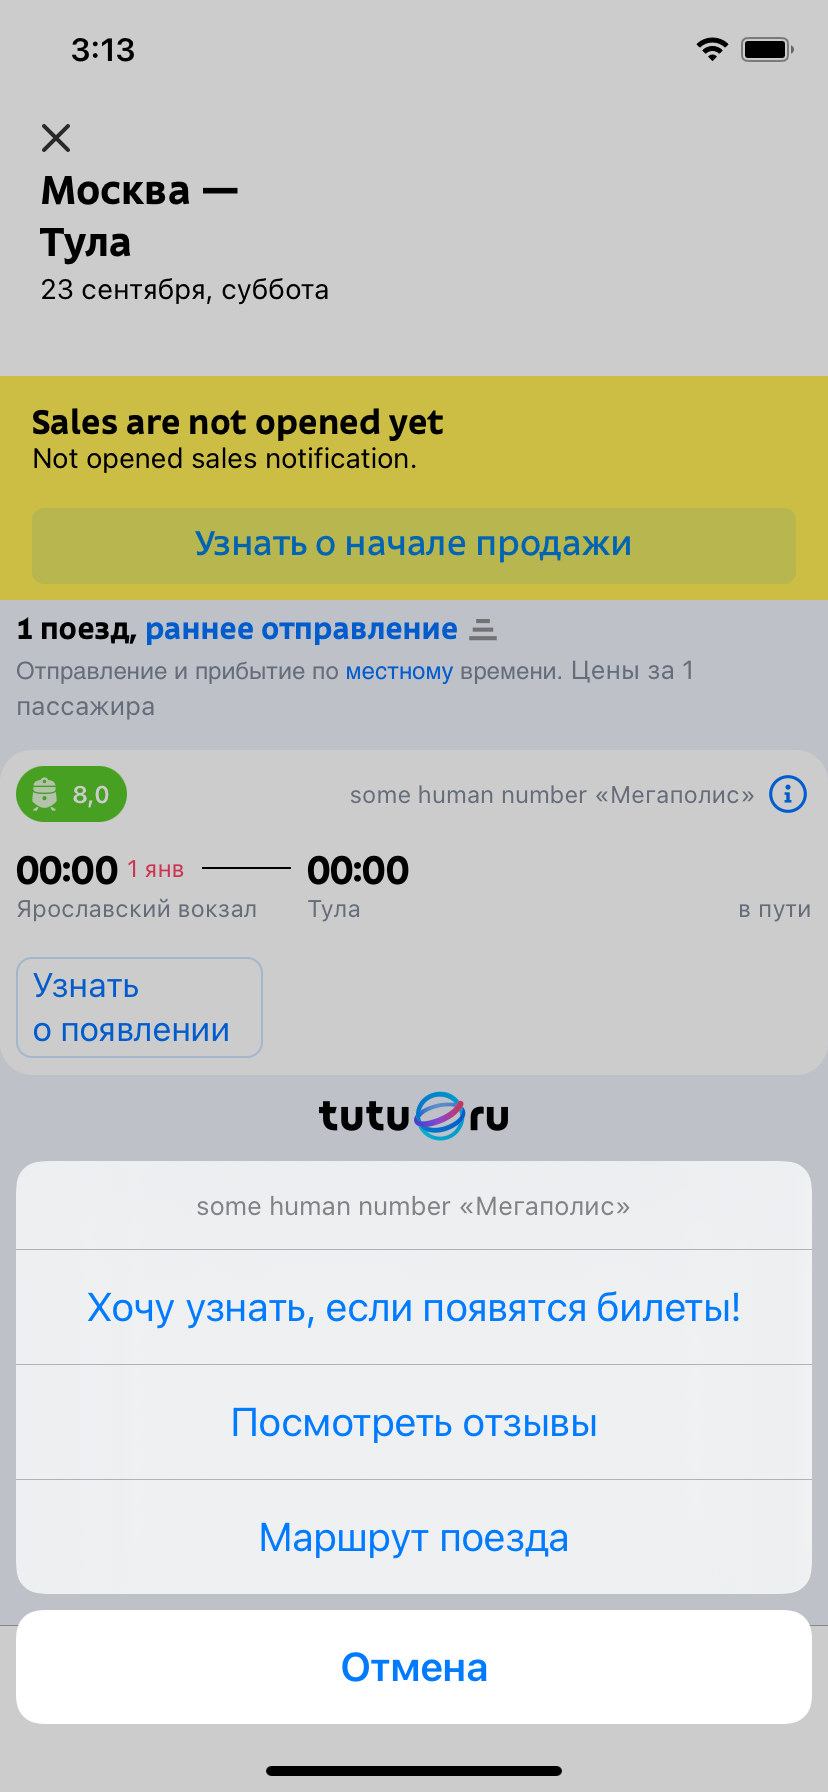 3:13
Москва —
Тула
23 сентября, суббота
Sales are not opened yet
Not opened sales notification.
Узнать о начале продажи
1 поезд, раннее отправление
Отправление и прибытие по местному времени. Цены за 1
пассажира
8,0
some human number «Мегаполис»
00:00 1 янв 00:00
Ярославский вокзал Тула в пути
Узнать
о появлении
tutu ru
some human number «Мегаполис»
Хочу узнать, если появятся билеты!
Посмотреть отзывы
Маршрут поезда
Отмена